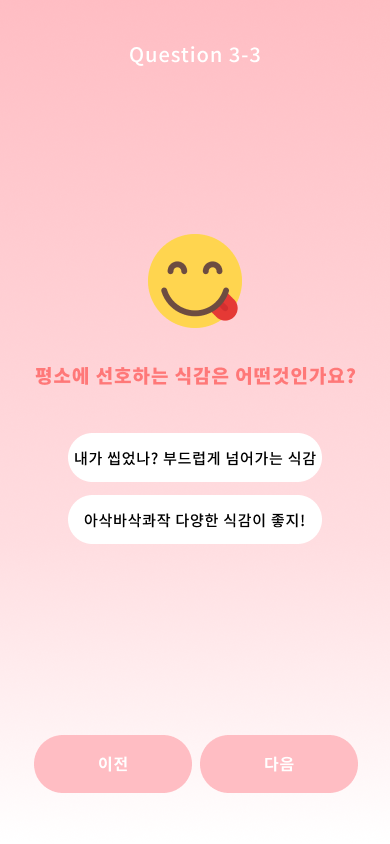 Question 3-3
평소에 선호하는 식감은 어떤것인가요?
내가 씹었나? 부드럽게 넘어가는 식감
아삭바삭콰작 다양한 식감이 좋지!
이전
다음